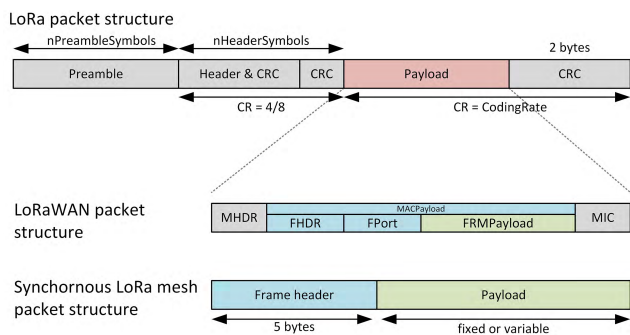 LoRa packet structure
nPreambleSymbols
nHeaderSymbols
2 bytes
Preamble
Header & CRC
CRC
Payload
CRC
CR = 4/8
CR = CodingRate
LoRaWAN packet
structure
MHDR
MACPayload
FHDR
FPort
FRMPayload
MIC
Synchornous LoRa mesh
packet structure
Frame header
Payload
5 bytes
fixed or variable